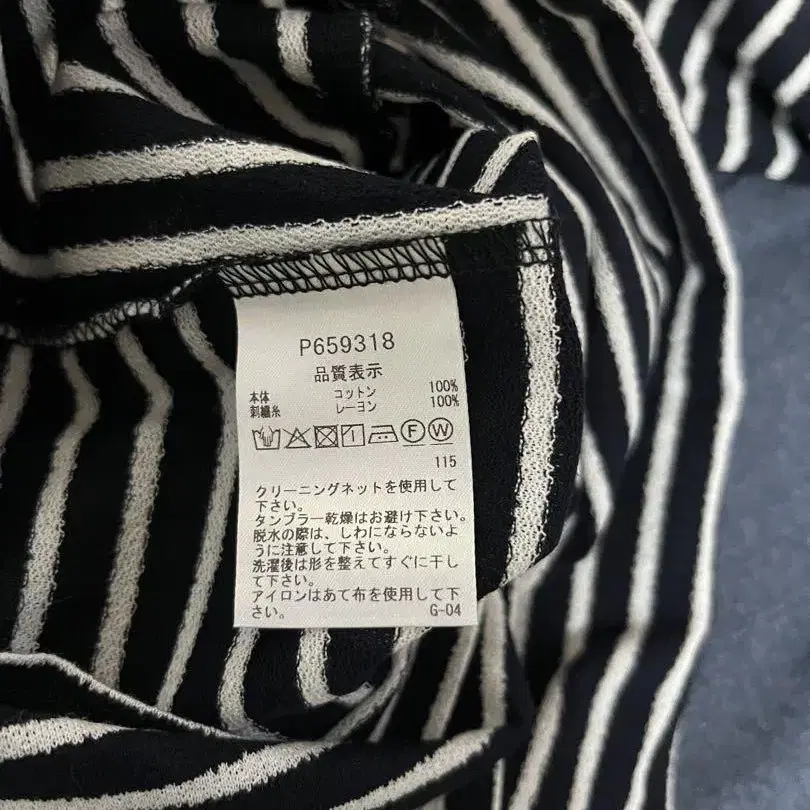 P659318
品質表示
本体 コットン 100%
刺繍糸 レーヨン 100%
F W
115
クリーニングネットを使用して
下さい。
タンブラー乾燥はお避け下さい。
脱水の際は、しわにならないよ
うに注意して下さい。
洗濯後は形を整えてすぐに干し
て下さい。
アイロンはあて布を使用して下
さい。 G-04